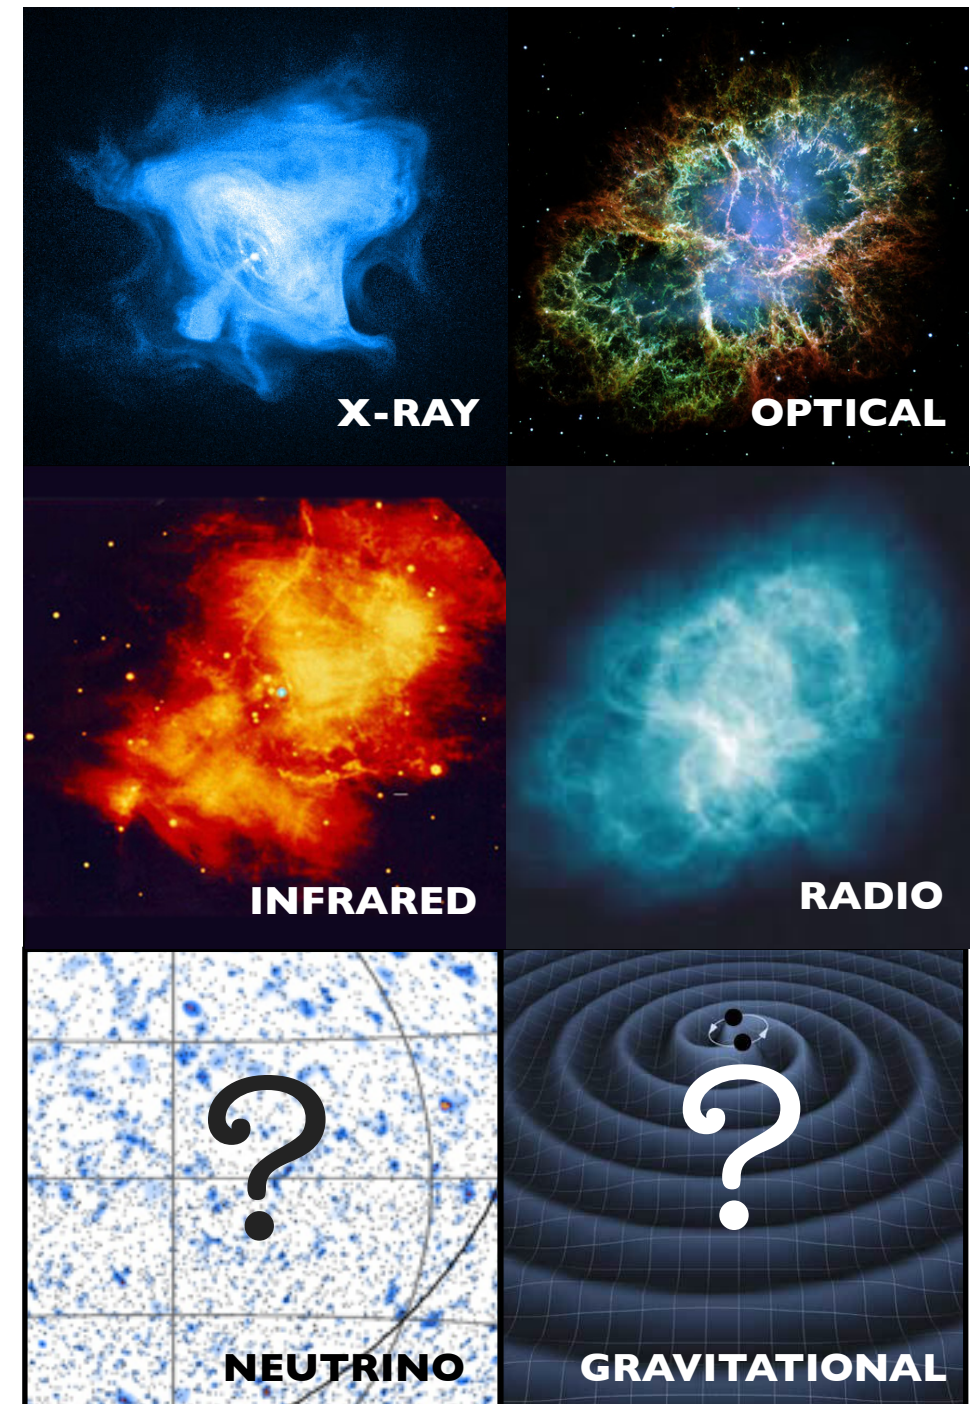 X-RAY
OPTICAL
INFRARED
RADIO
?
?
NEUTRINO
GRAVITATIONAL